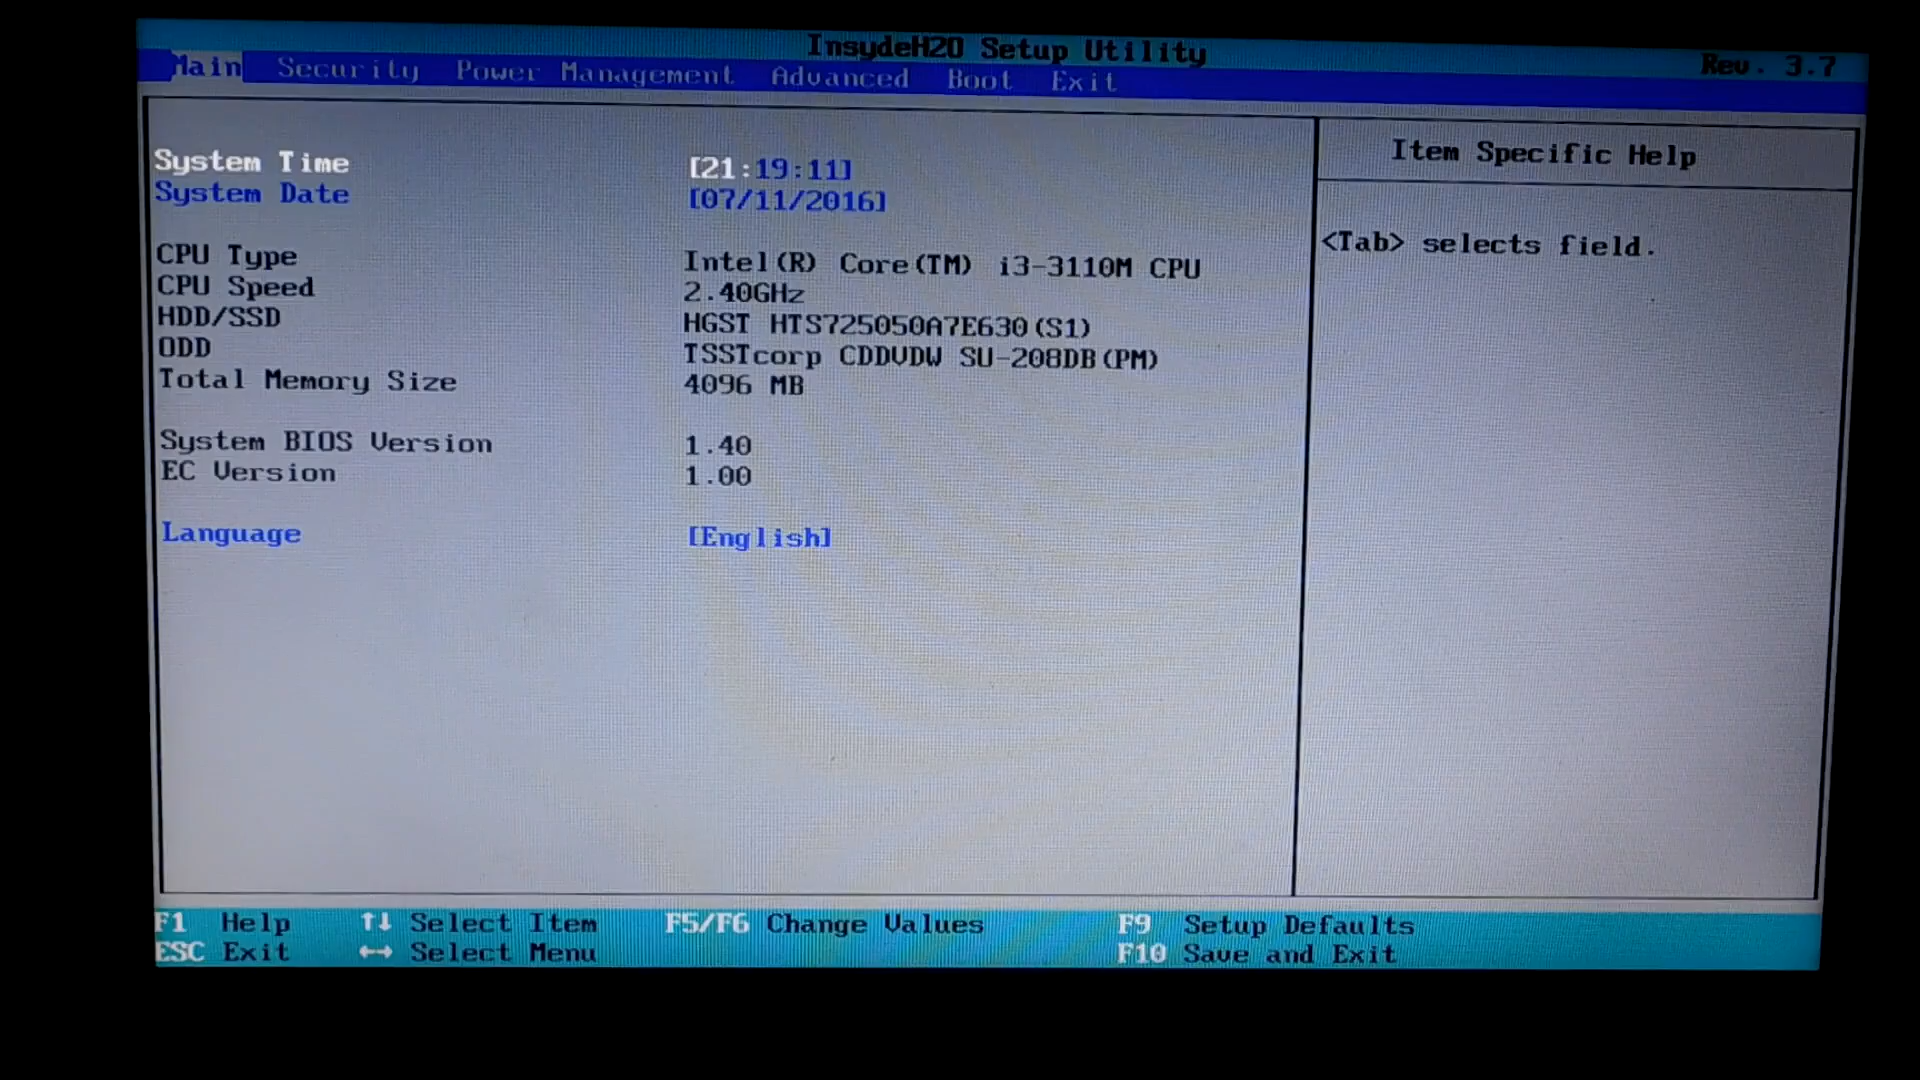 InsydeH20 Setup Utility
Rev. 3.7
Main Security Power Management Advanced Boot Exit
System Time [21:19:11]
System Date [07/11/2016]
CPU Type Intel(R) Core(TM) i3-3110M CPU
CPU Speed 2.40GHz
HDD/SSD HGST HTS725050A7E630(S1)
ODD TSSTcorp CDDVDW SU-208DB(PM)
Total Memory Size 4096 MB
System BIOS Version 1.40
EC Version 1.00
Language [English]
Item Specific Help
<Tab> selects field.
F1 Help ↑↓ Select Item F5/F6 Change Values F9 Setup Defaults
ESC Exit ↔ Select Menu F10 Save and Exit